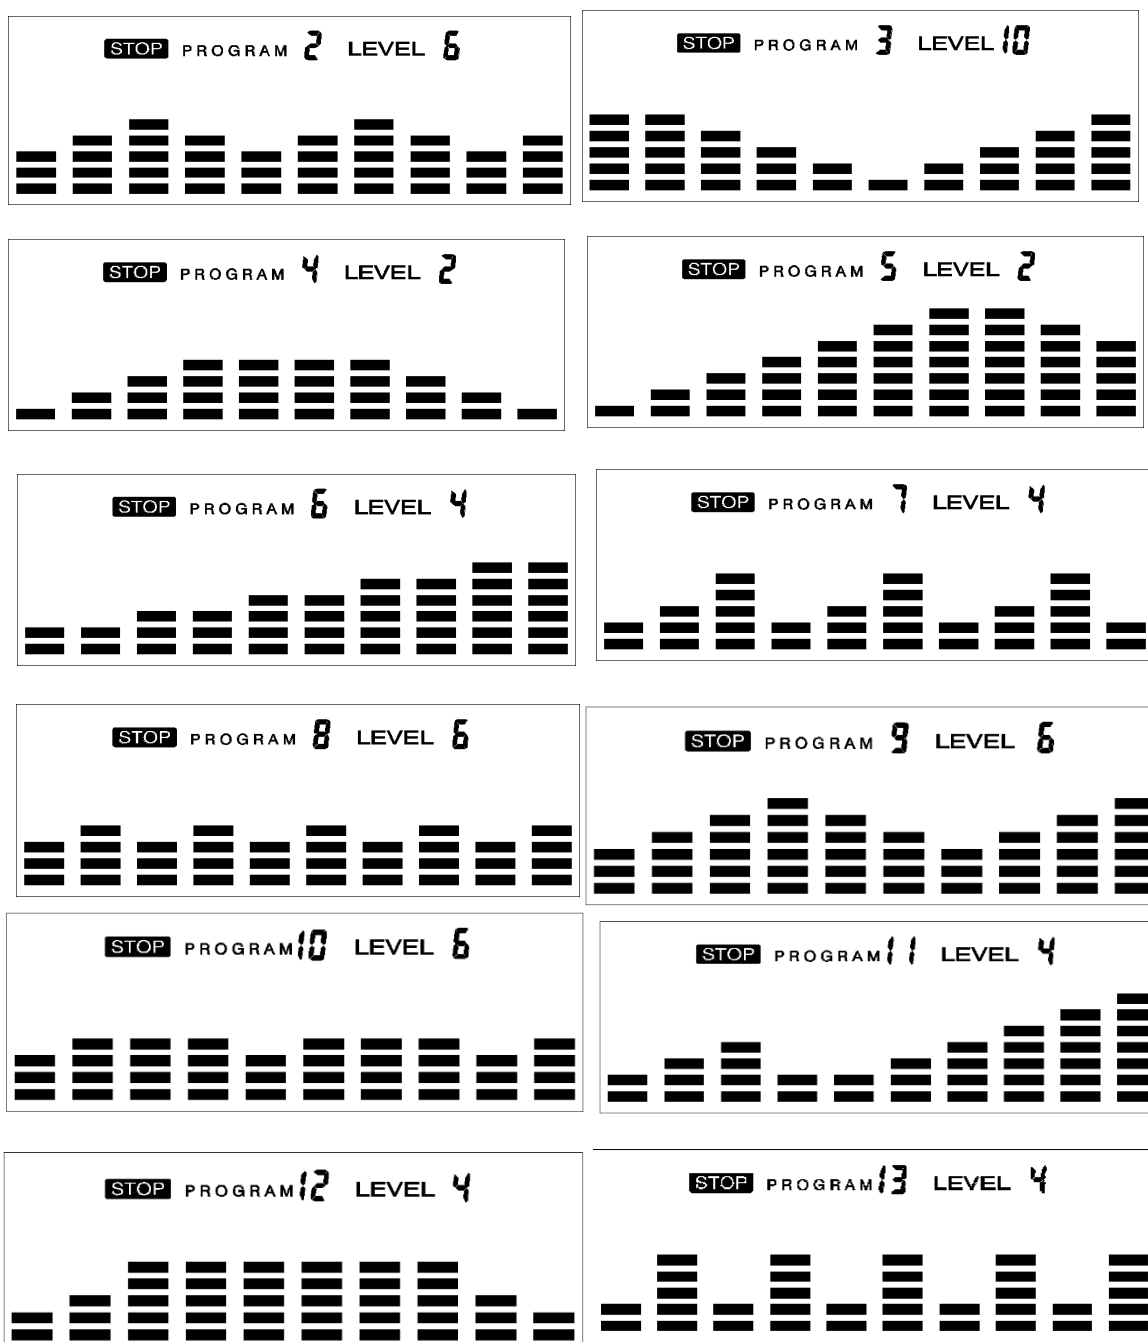 STOP PROGRAM 2 LEVEL 6
STOP PROGRAM 3 LEVEL 10
STOP PROGRAM 4 LEVEL 2
STOP PROGRAM 5 LEVEL 2
STOP PROGRAM 6 LEVEL 4
STOP PROGRAM 7 LEVEL 4
STOP PROGRAM 8 LEVEL 6
STOP PROGRAM 9 LEVEL 6
STOP PROGRAM 10 LEVEL 6
STOP PROGRAM 11 LEVEL 4
STOP PROGRAM 12 LEVEL 4
STOP PROGRAM 13 LEVEL 4